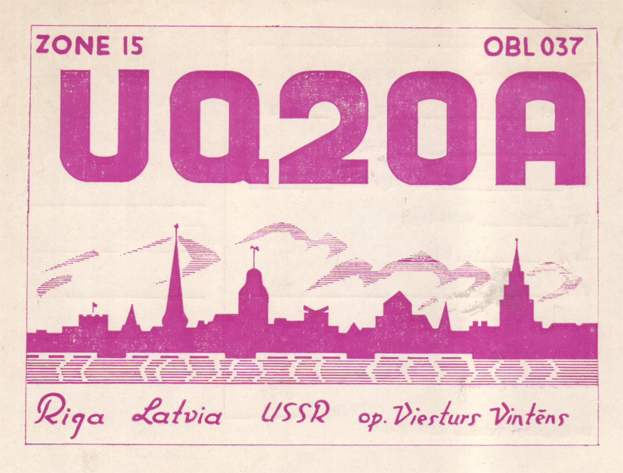 ZONE 15 OBL 037
UQ2OA
Riga Latvia USSR op. Viesturs Vintēns